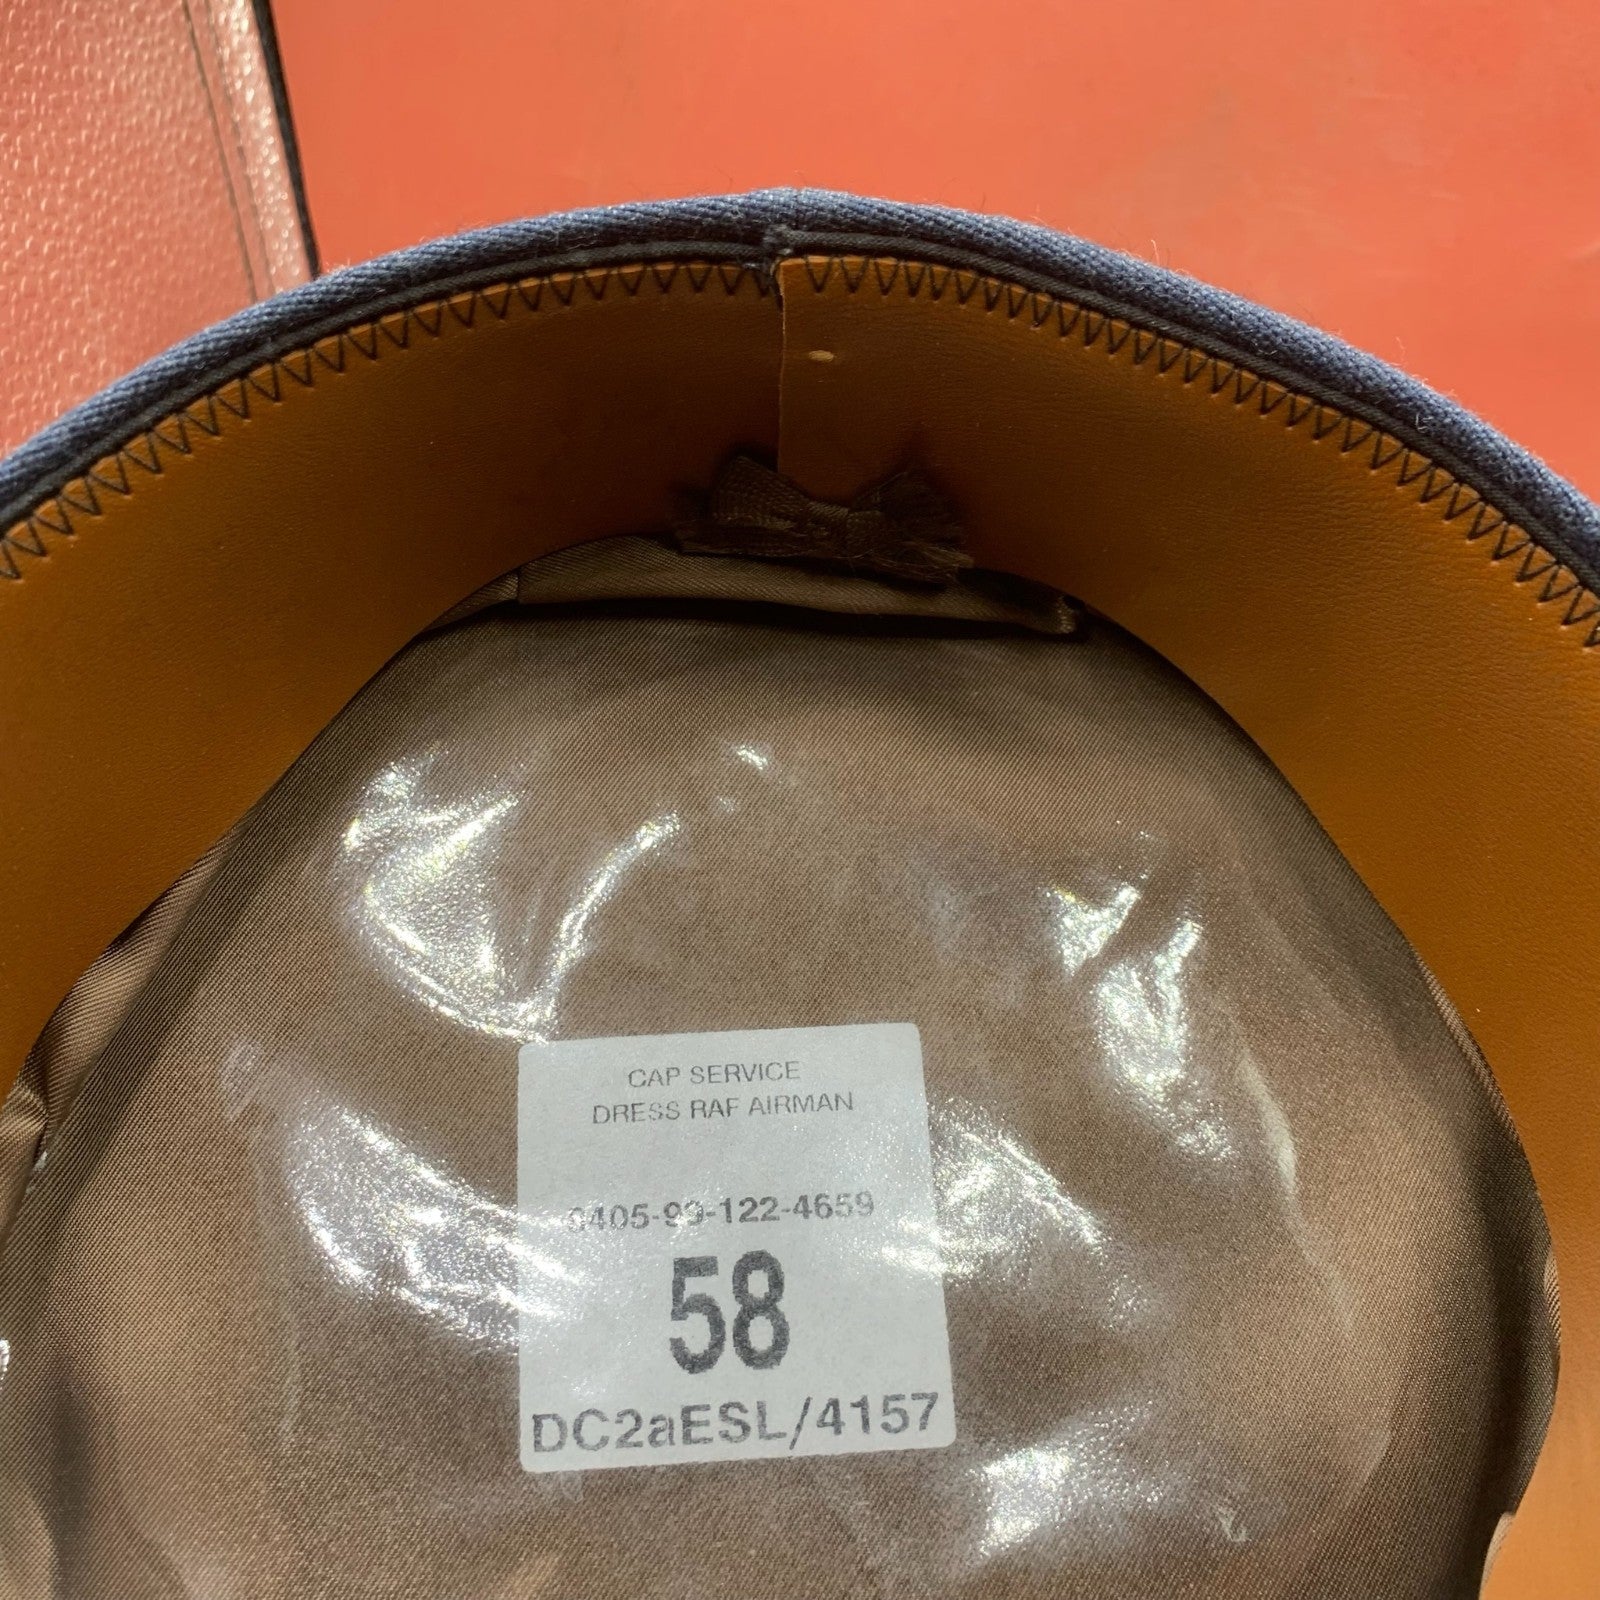 CAP SERVICE
DRESS RAF AIRMAN
8405-99-122-4659
58
DC2aESL/4157